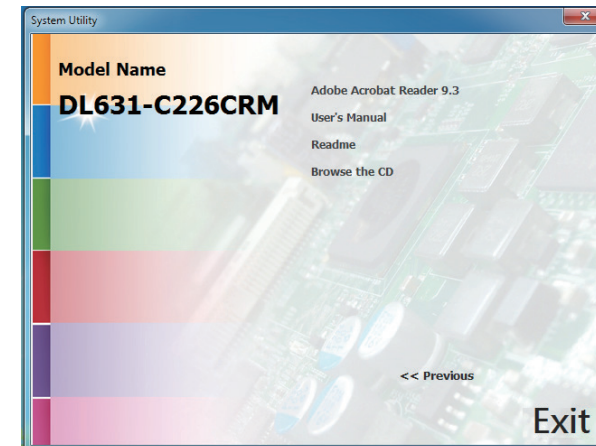 System Utility
Model Name
DL631-C226CRM
Adobe Acrobat Reader 9.3
User's Manual
Readme
Browse the CD
<< Previous
Exit